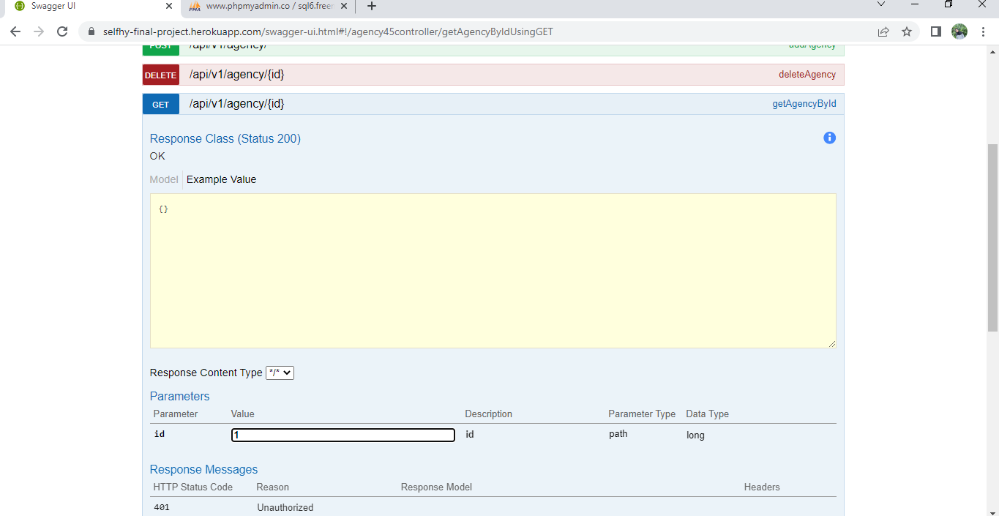 Swagger UI
www.phpmyadmin.co / sql6.freer
selfhy-final-project.herokuapp.com/swagger-ui.html#!/agency45controller/getAgencyByIdUsingGET
POST /api/v1/agency/ addAgency
DELETE /api/v1/agency/{id} deleteAgency
GET /api/v1/agency/{id} getAgencyById
Response Class (Status 200)
OK
Model Example Value
{}
Response Content Type */*
Parameters
Parameter Value Description Parameter Type Data Type
id 1 id path long
Response Messages
HTTP Status Code Reason Response Model Headers
401 Unauthorized